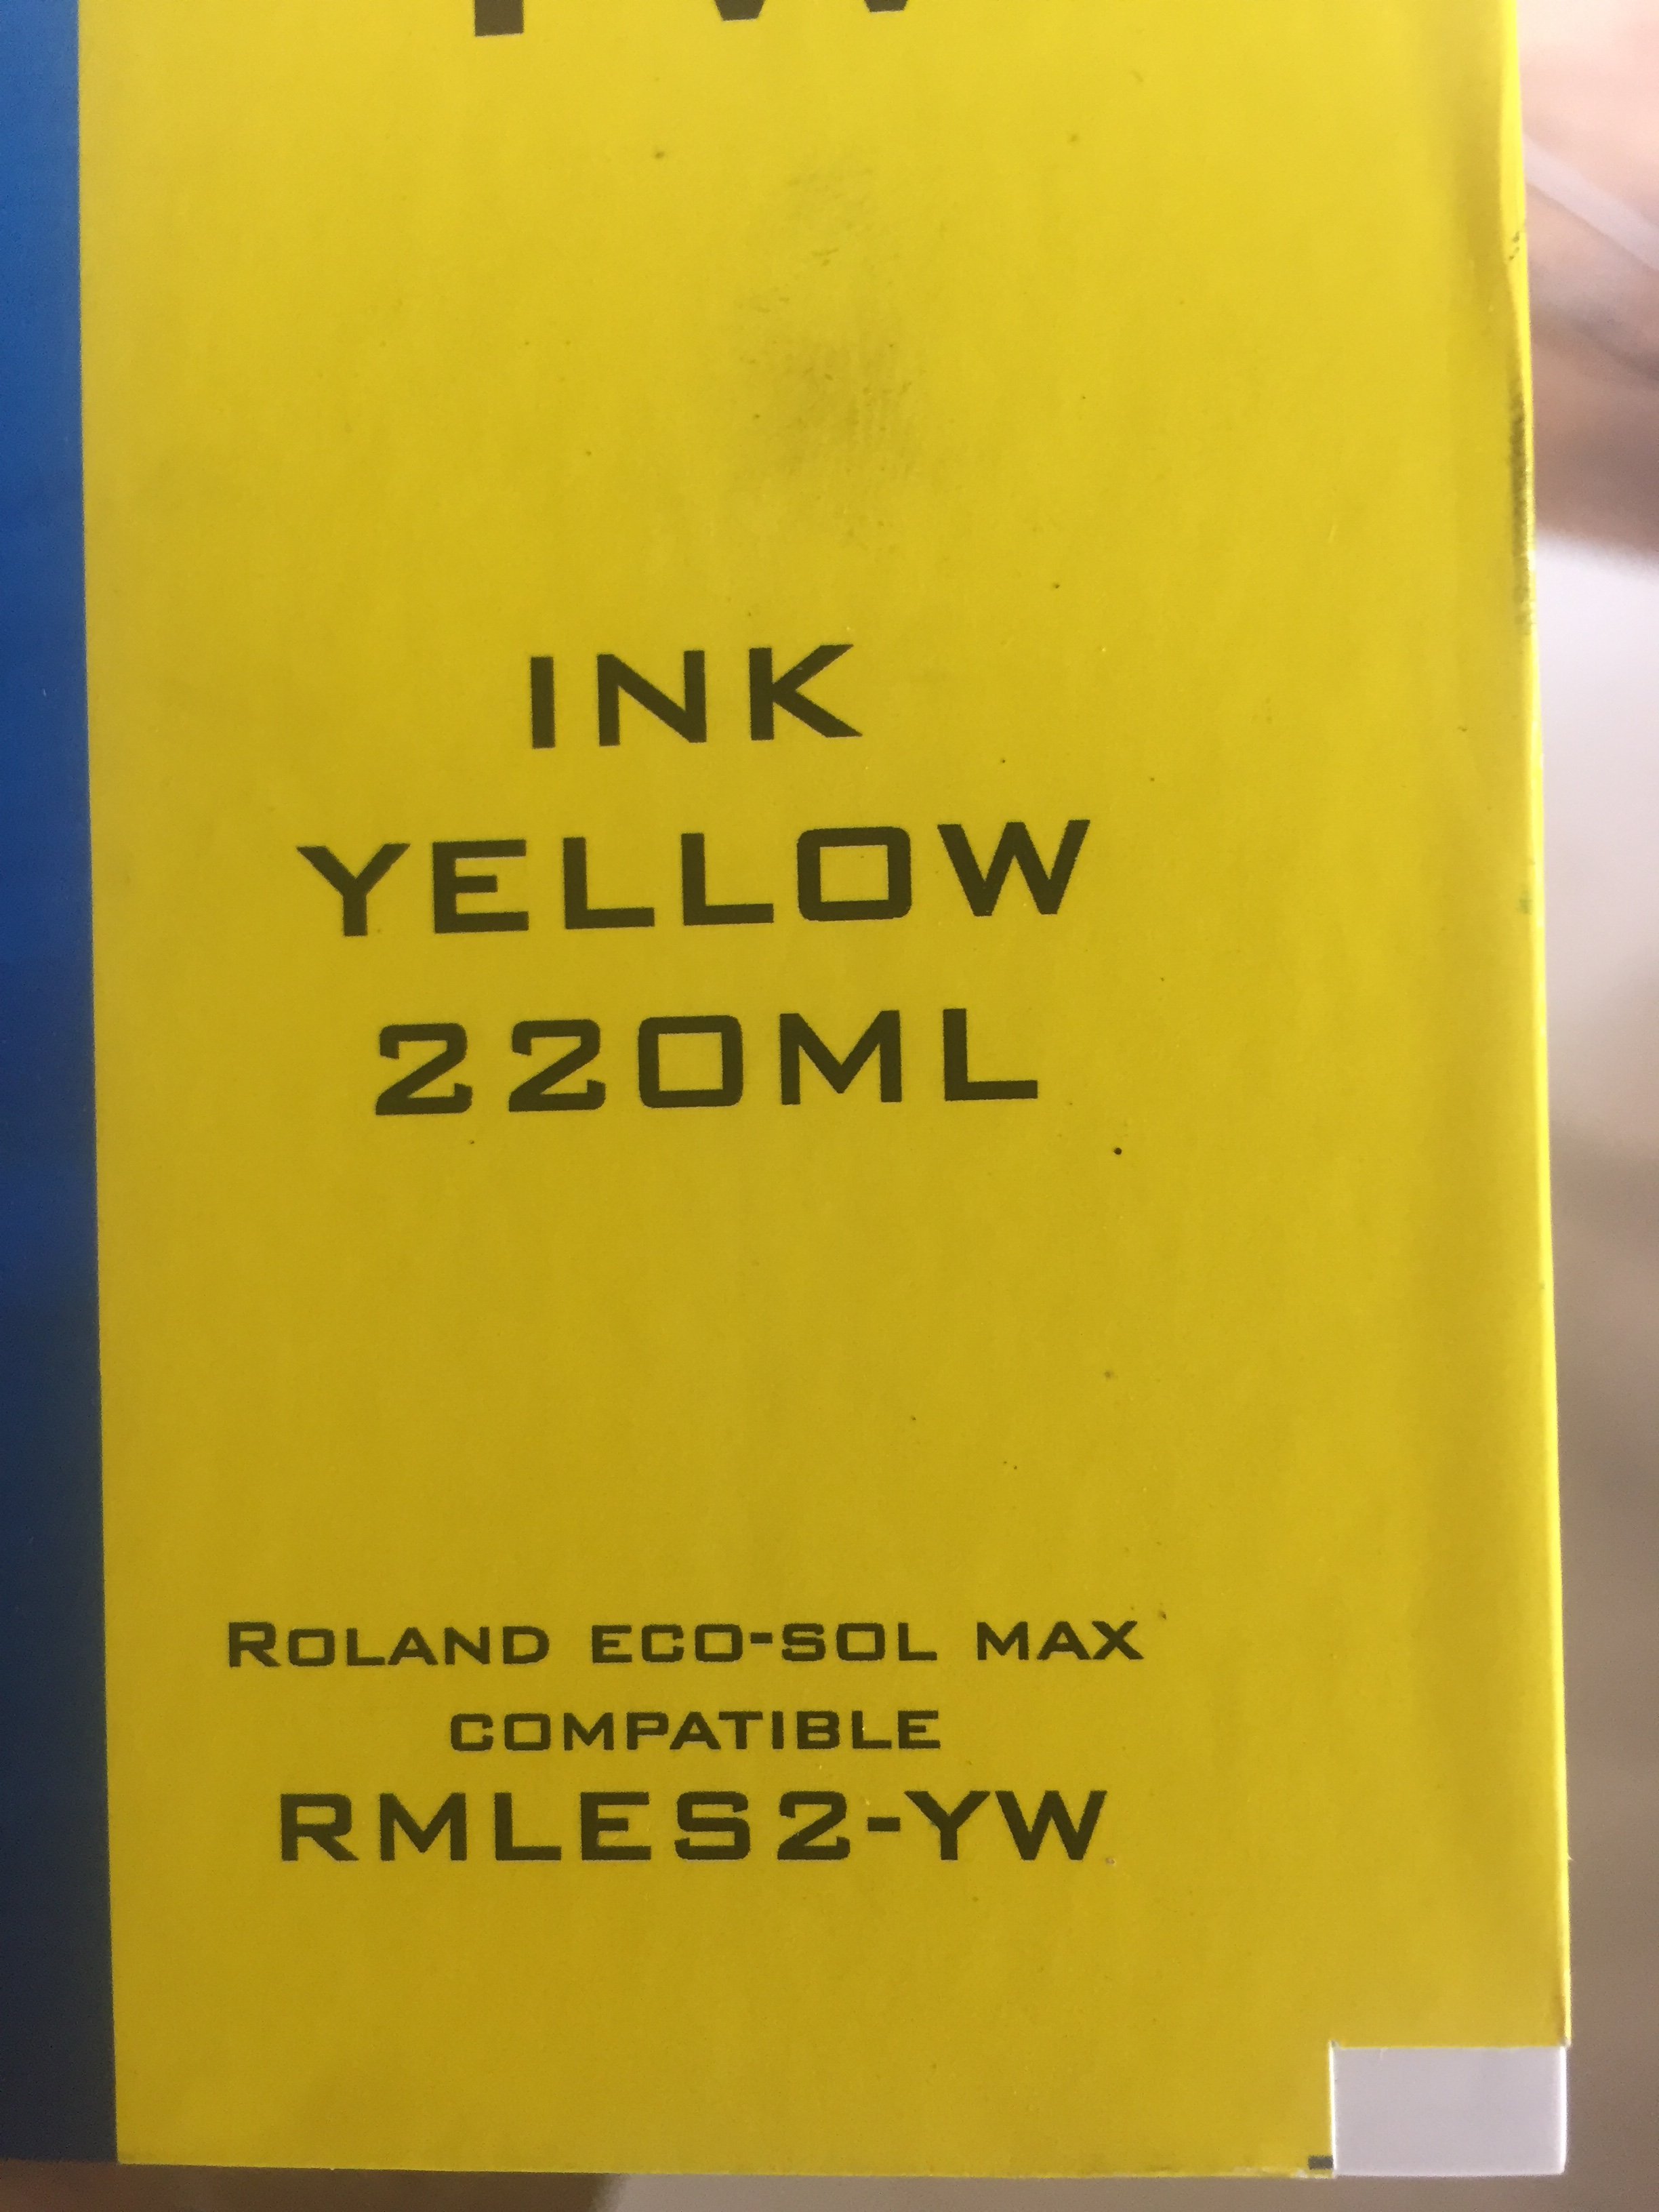 INK
YELLOW
220ML
ROLAND ECO-SOL MAX
COMPATIBLE
RMLES2-YW